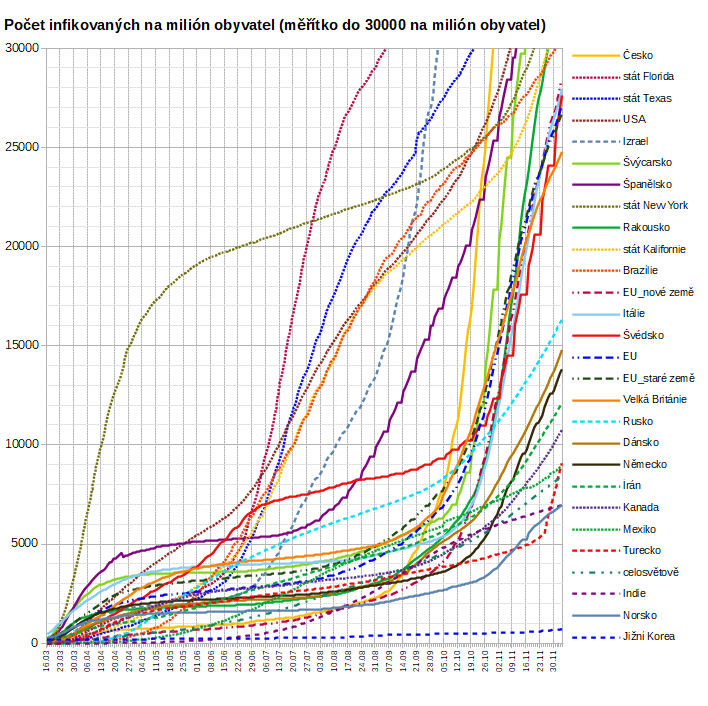 Počet infikovaných na milión obyvatel (měřítko do 30000 na milión obyvatel)
30000
25000
20000
15000
10000
5000
0
16.03
23.03
30.03
06.04
13.04
20.04
27.04
04.05
11.05
18.05
25.05
01.06
08.06
15.06
22.06
29.06
06.07
13.07
20.07
27.07
03.08
10.08
17.08
24.08
31.08
07.09
14.09
21.09
28.09
05.10
12.10
19.10
26.10
02.11
09.11
16.11
23.11
30.11
Česko
stát Florida
stát Texas
USA
Izrael
Švýcarsko
Španělsko
stát New York
Rakousko
stát Kalifornie
Brazílie
EU_nové země
Itálie
Švédsko
EU
EU_staré země
Velká Británie
Rusko
Dánsko
Německo
Írán
Kanada
Mexiko
Turecko
celosvětově
Indie
Norsko
Jižní Korea